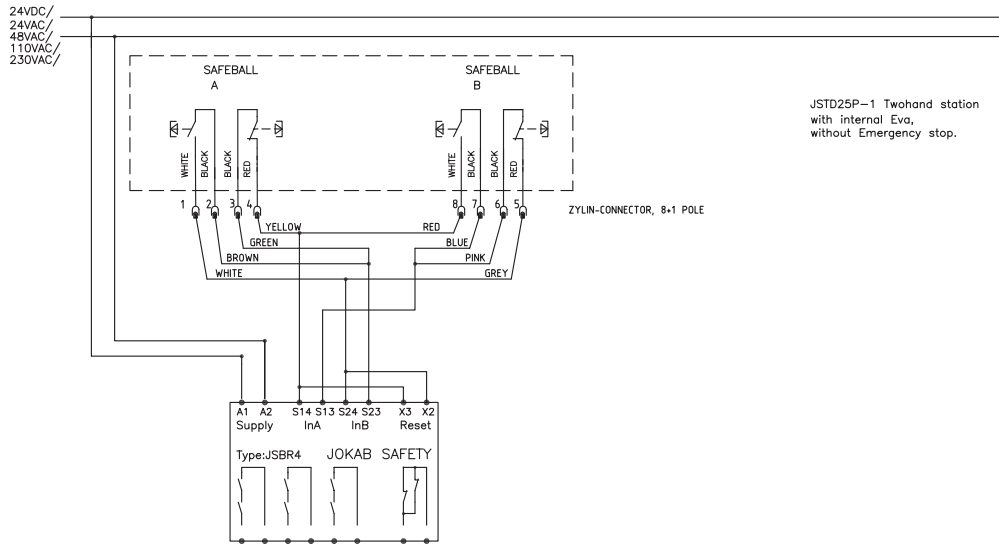 24VDC/
24VAC/
48VAC/
110VAC/
230VAC/
SAFEBALL
A
SAFEBALL
B
JSTD25P-1 Twohand station
with internal Eva,
without Emergency stop.
WHITE BLACK BLACK RED WHITE BLACK BLACK RED
1 2 3 4 8 7 6 5
ZYLIN-CONNECTOR, 8+1 POLE
YELLOW RED
GREEN BLUE
BROWN PINK
WHITE GREY
A1 A2 S14 S13 S24 S23 X3 X2
Supply InA InB Reset
Type:JSBR4 JOKAB SAFETY